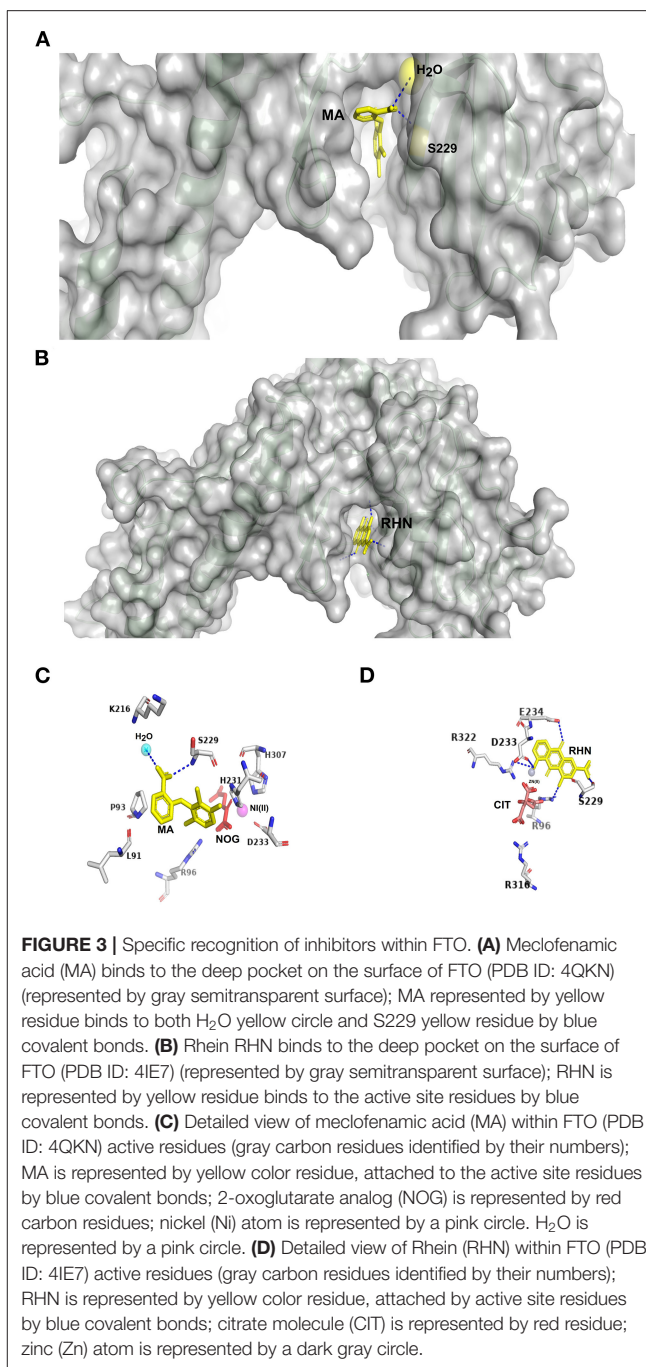 A
H2O
MA
S229
B
RHN
C
K216
H2O
S229
H307
H231
NI(II)
P93
MA
NOG
D233
L91
R96
D
E234
R322
D233
RHN
ZN(II)
CIT
S229
R96
R316
FIGURE 3 | Specific recognition of inhibitors within FTO. (A) Meclofenamic
acid (MA) binds to the deep pocket on the surface of FTO (PDB ID: 4QKN)
(represented by gray semitransparent surface); MA represented by yellow
residue binds to both H2O yellow circle and S229 yellow residue by blue
covalent bonds. (B) Rhein RHN binds to the deep pocket on the surface of
FTO (PDB ID: 4IE7) (represented by gray semitransparent surface); RHN is
represented by yellow residue binds to the active site residues by blue
covalent bonds. (C) Detailed view of meclofenamic acid (MA) within FTO (PDB
ID: 4QKN) active residues (gray carbon residues identified by their numbers);
MA is represented by yellow color residue, attached to the active site residues
by blue covalent bonds; 2-oxoglutarate analog (NOG) is represented by red
carbon residues; nickel (Ni) atom is represented by a pink circle. H2O is
represented by a pink circle. (D) Detailed view of Rhein (RHN) within FTO (PDB
ID: 4IE7) active residues (gray carbon residues identified by their numbers);
RHN is represented by yellow color residue, attached by active site residues
by blue covalent bonds; citrate molecule (CIT) is represented by red residue;
zinc (Zn) atom is represented by a dark gray circle.